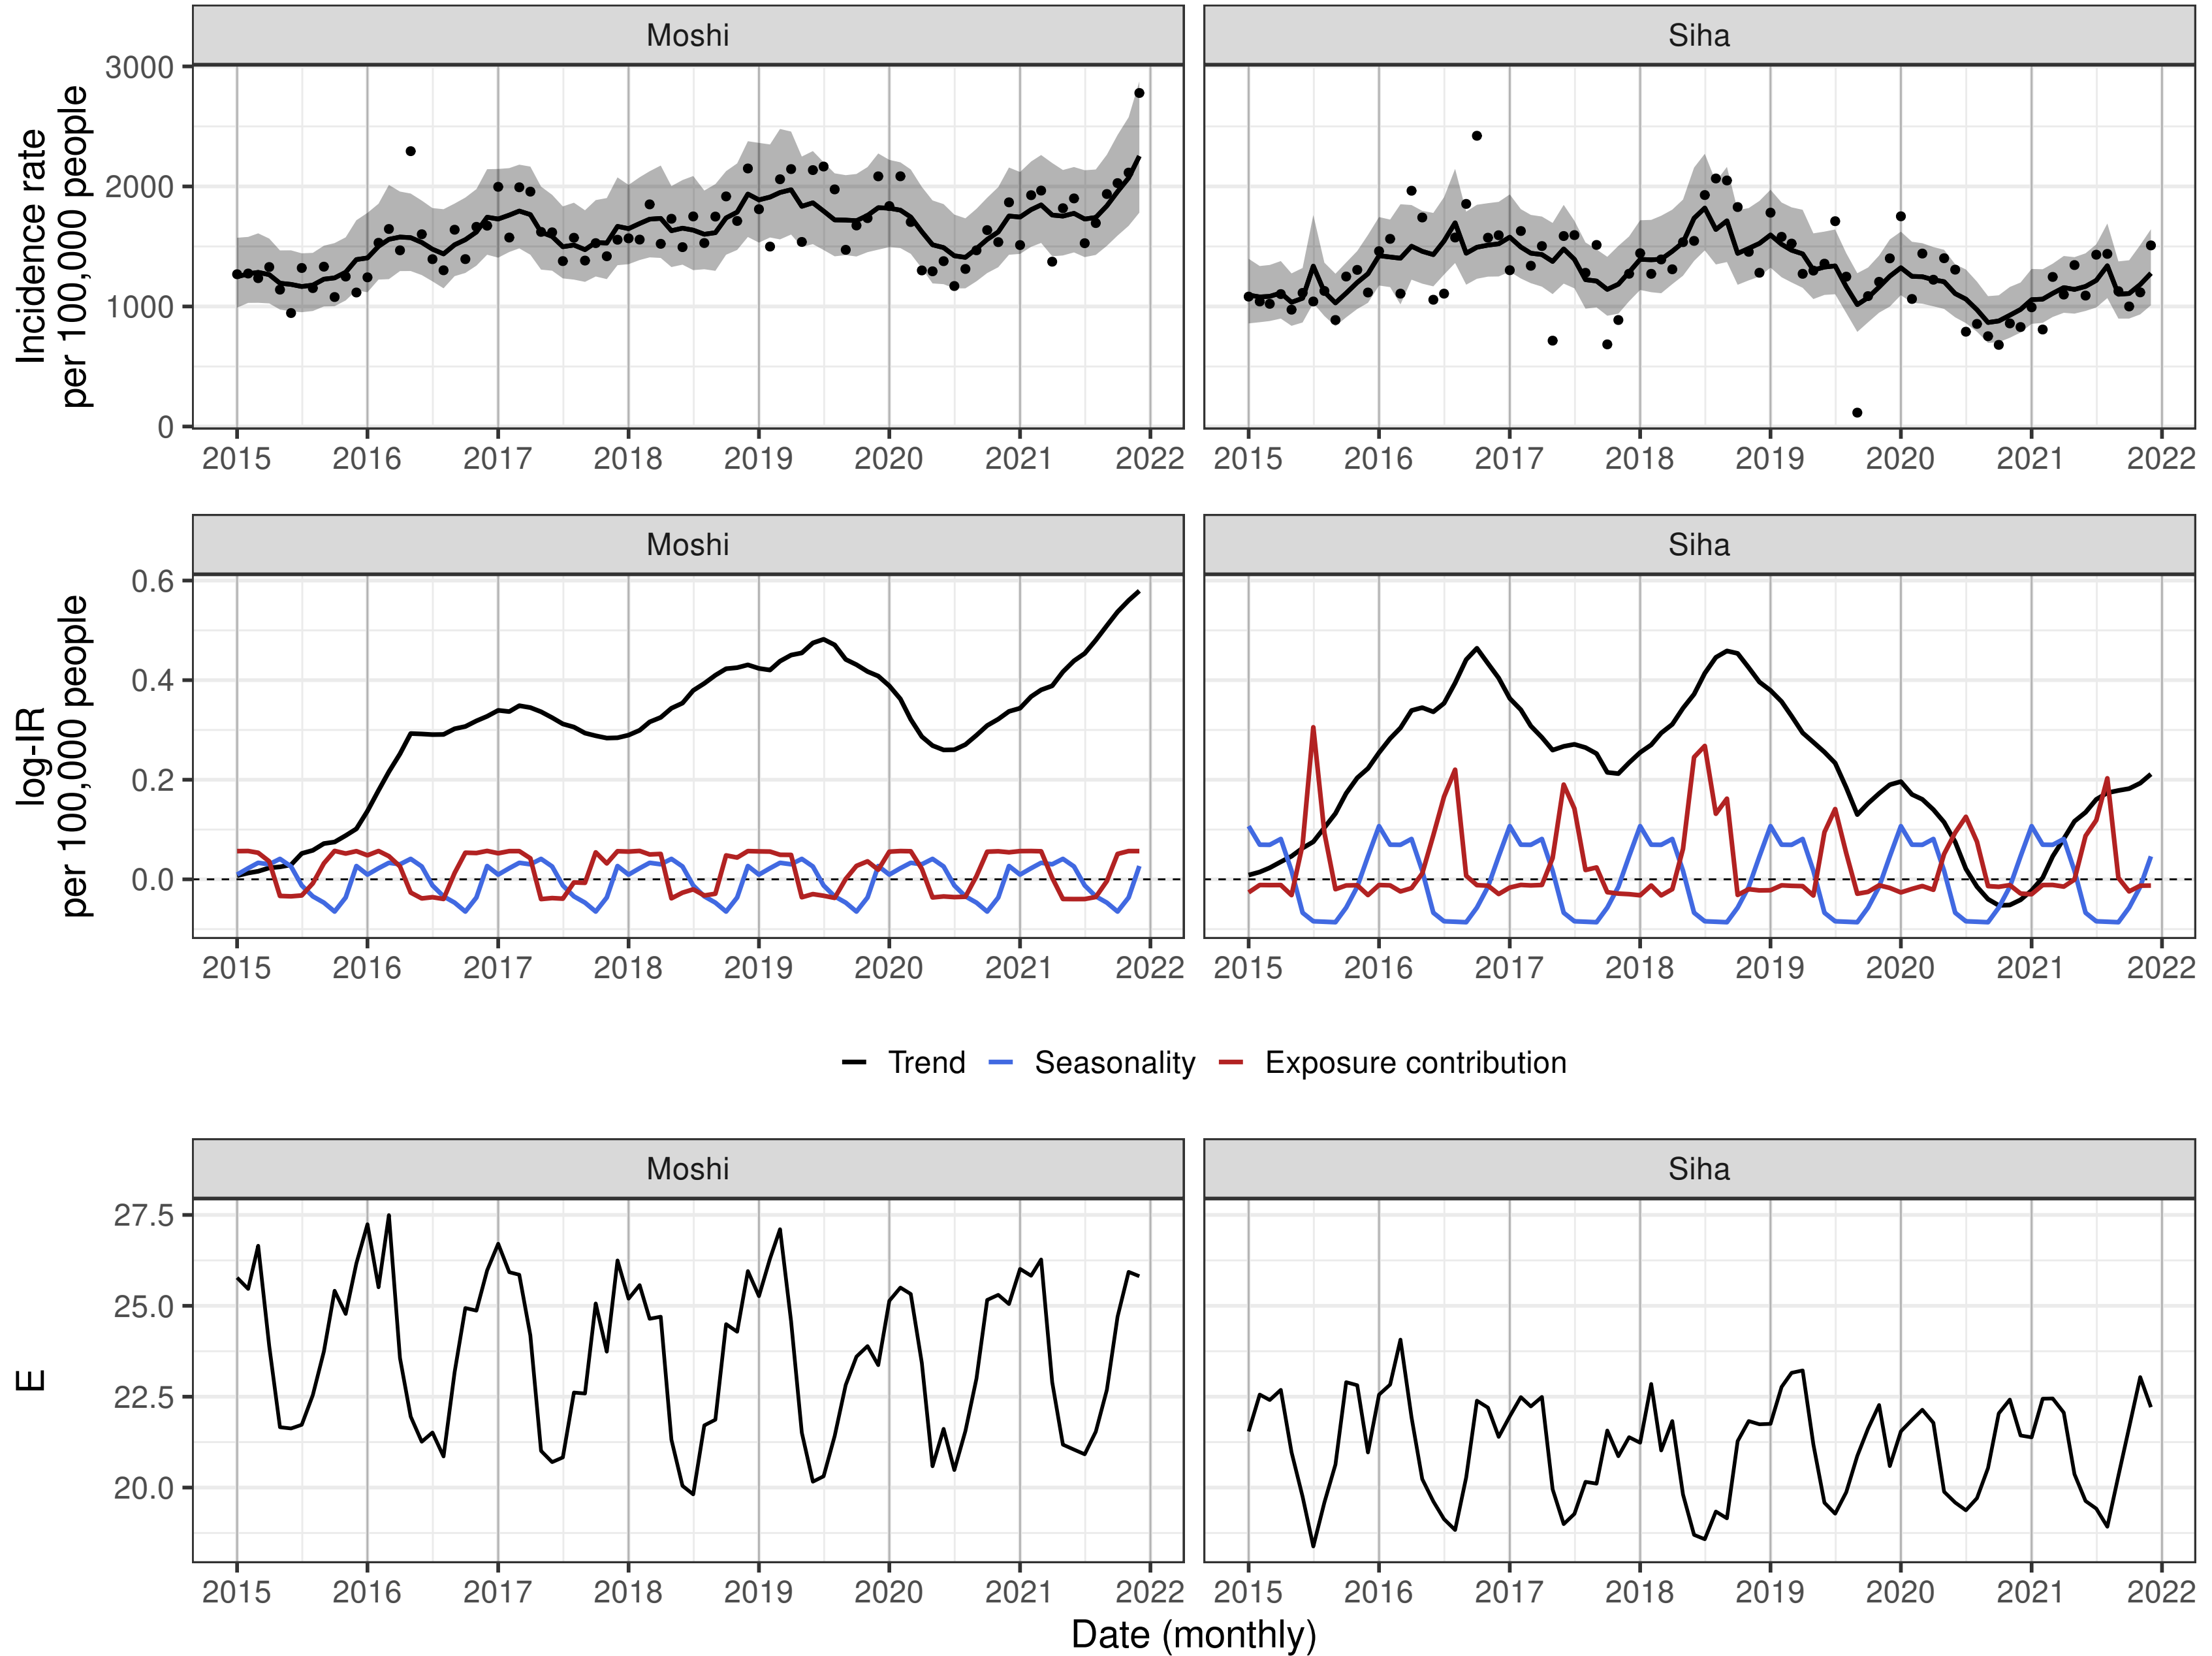 Moshi
Siha
Incidence rate
per 100,000 people
3000
2000
1000
0
2015 2016 2017 2018 2019 2020 2021 2022
2015 2016 2017 2018 2019 2020 2021 2022
Moshi
Siha
log-IR
per 100,000 people
0.6
0.4
0.2
0.0
2015 2016 2017 2018 2019 2020 2021 2022
2015 2016 2017 2018 2019 2020 2021 2022
Trend Seasonality Exposure contribution
Moshi
Siha
E
27.5
25.0
22.5
20.0
2015 2016 2017 2018 2019 2020 2021 2022
2015 2016 2017 2018 2019 2020 2021 2022
Date (monthly)